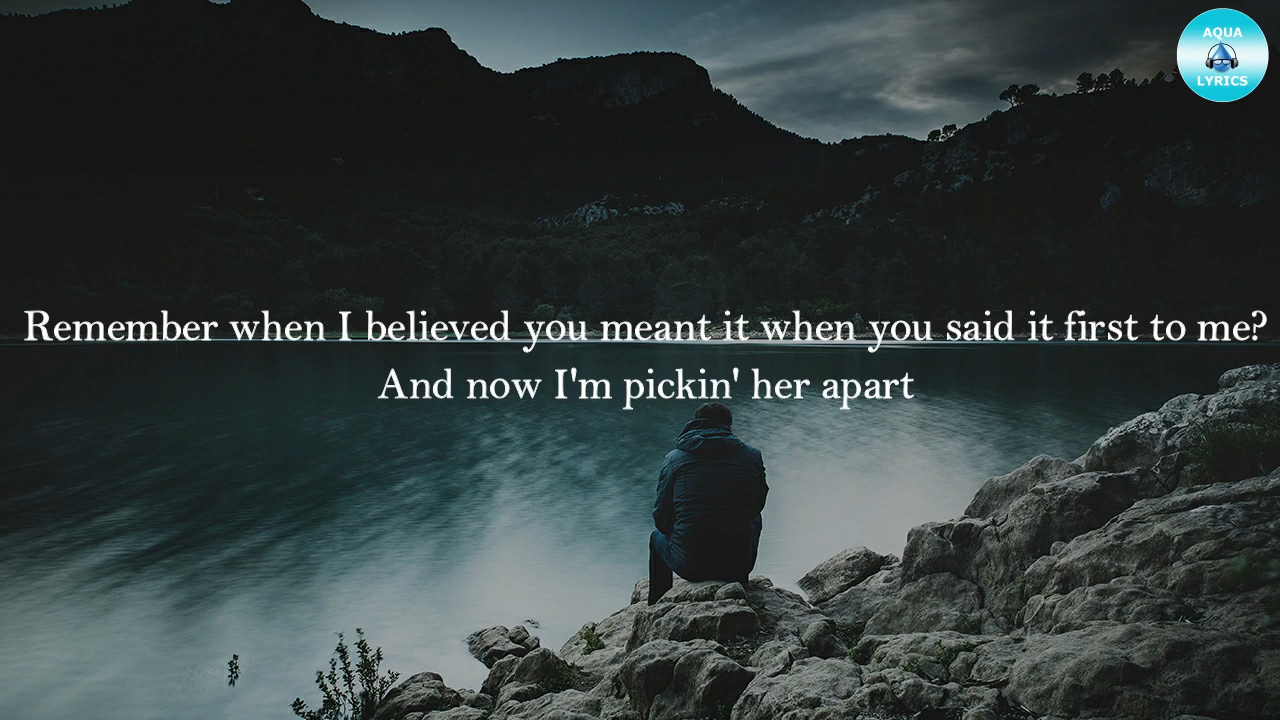 AQUA
LYRICS
Remember when I believed you meant it when you said it first to me?
And now I'm pickin' her apart